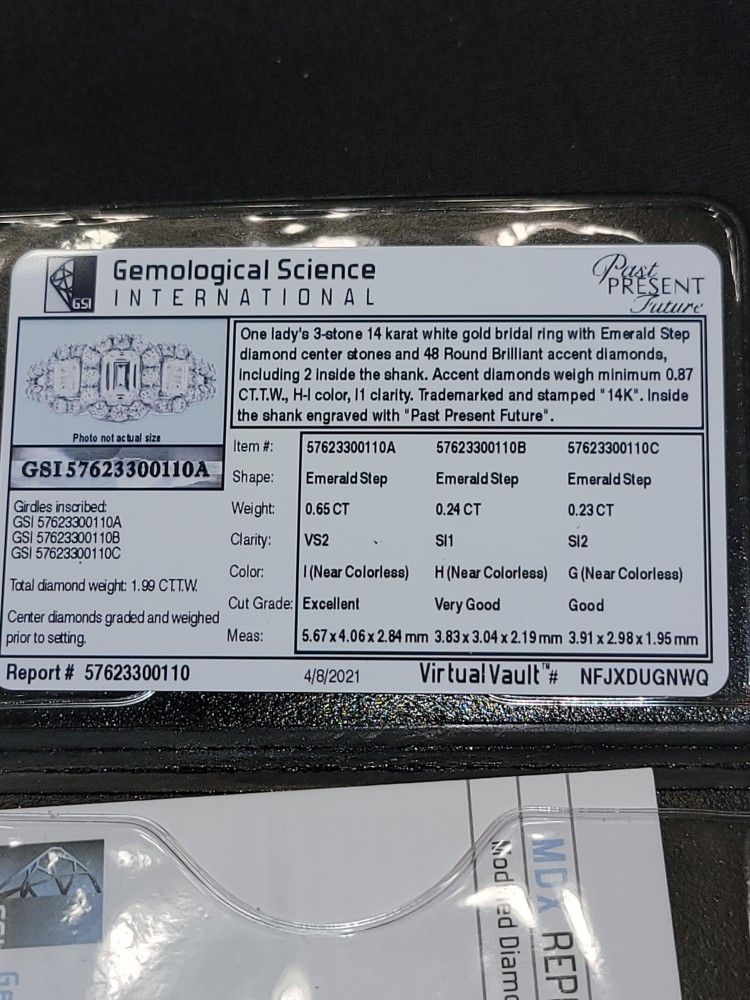 GSI
Gemological Science
INTERNATIONAL
Past
PRESENT
Future
One lady's 3-stone 14 karat white gold bridal ring with Emerald Step
diamond center stones and 48 Round Brilliant accent diamonds,
including 2 inside the shank. Accent diamonds weigh minimum 0.87
CT.T.W., H-I color, I1 clarity. Trademarked and stamped "14K". Inside
the shank engraved with "Past Present Future".
Photo not actual size
GSI 57623300110A
Girdles inscribed:
GSI 57623300110A
GSI 57623300110B
GSI 57623300110C
Total diamond weight: 1.99 CT.T.W.
Center diamonds graded and weighed
prior to setting.
Item #: 57623300110A 57623300110B 57623300110C
Shape: Emerald Step Emerald Step Emerald Step
Weight: 0.65 CT 0.24 CT 0.23 CT
Clarity: VS2 SI1 SI2
Color: I (Near Colorless) H (Near Colorless) G (Near Colorless)
Cut Grade: Excellent Very Good Good
Meas: 5.67 x 4.06 x 2.84 mm 3.83 x 3.04 x 2.19 mm 3.91 x 2.98 x 1.95 mm
Report # 57623300110 4/8/2021 VirtualVault™# NFJXDUGNWQ
MDX REP
Diam